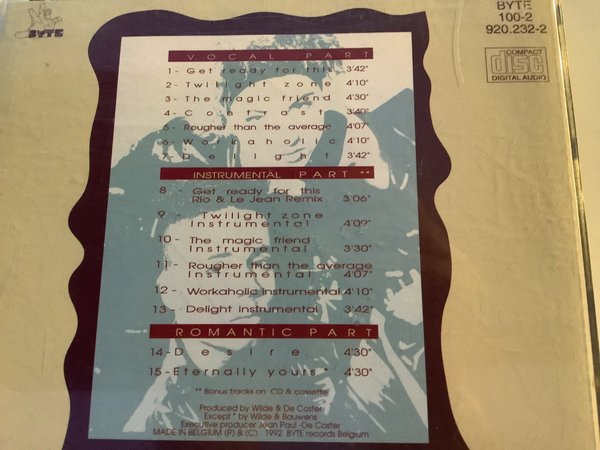 BYTE
BYTE
100-2
920.232-2
COMPACT
disc
DIGITAL AUDIO
VOCAL PART
1- Get ready for this 3'42"
2- Twilight zone 4'10"
3- The magic friend 4'30"
4- Contrast 3'40"
5- Rougher than the average 4'07"
6- Workaholic 4'10"
7- Delight 3'42"
INSTRUMENTAL PART **
8 - Get ready for this
Rio & Le Jean Remix 3'06"
9 - Twilight zone
Instrumental 4'09"
10 - The magic friend
Instrumental 3'30"
11 - Rougher than the average
Instrumental 4'07"
12 - Workaholic instrumental 4'10"
13 - Delight instrumental 3'42"
ROMANTIC PART
14 - Desire 4'30"
15 - Eternally yours * 4'30"
** Bonus tracks on CD & cassette
Produced by Wilde & De Coster
Except * by Wilde & Bauwens
Executive producer Jean Paul -De Coster
MADE IN BELGIUM (P) & (C) 1992 BYTE records Belgium